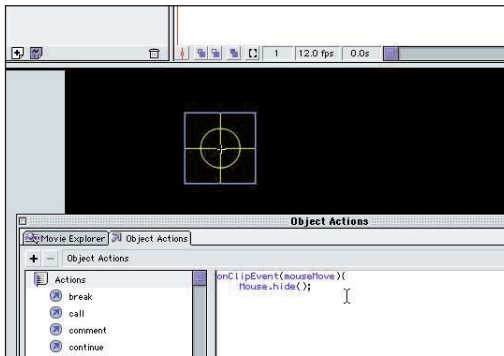 1 12.0 fps 0.0s
Object Actions
Movie Explorer Object Actions
+ − Object Actions
Actions
break
call
comment
continue
onClipEvent(mouseMove){
Mouse.hide();